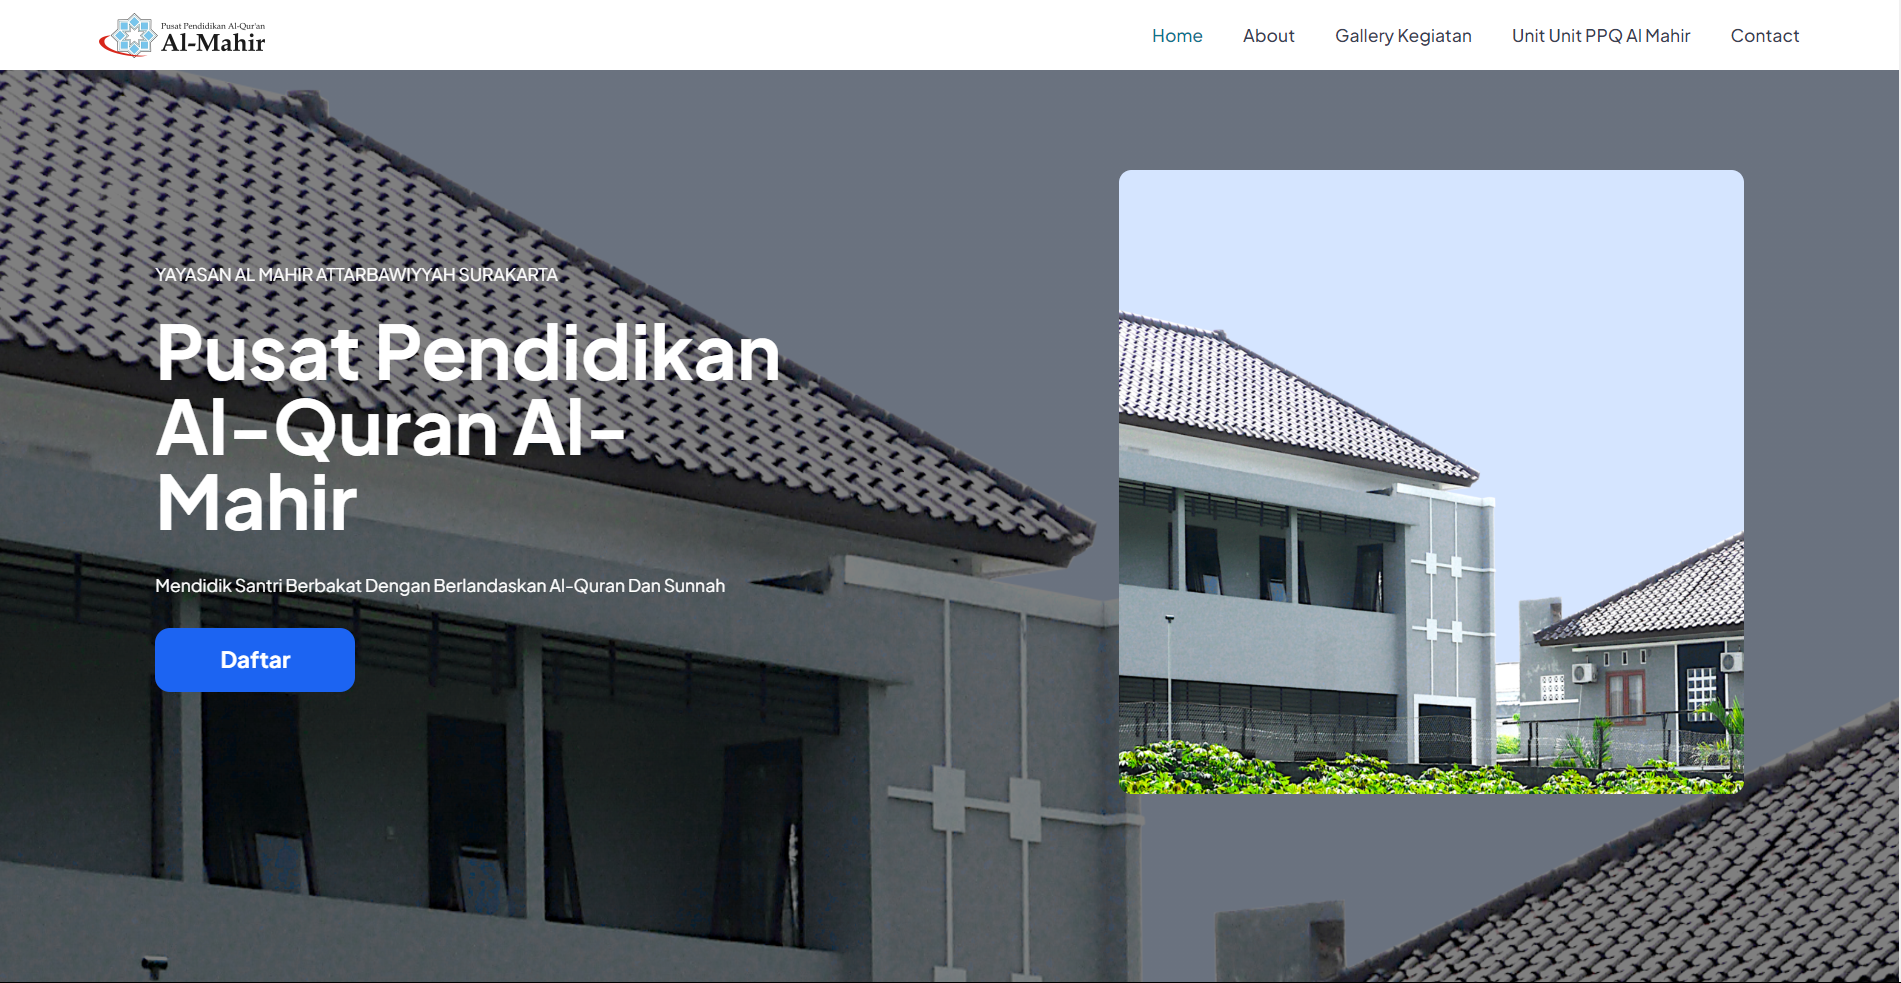 Pusat Pendidikan Al-Qur'an
Al-Mahir
Home
About
Gallery Kegiatan
Unit Unit PPQ Al Mahir
Contact
YAYASAN AL MAHIR ATTARBAWIYYAH SURAKARTA
Pusat Pendidikan
Al-Quran Al-
Mahir
Mendidik Santri Berbakat Dengan Berlandaskan Al-Quran Dan Sunnah
Daftar